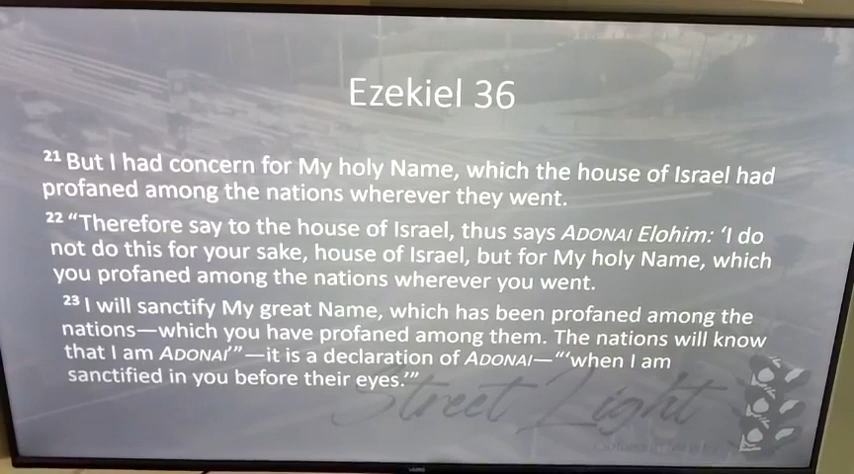 Ezekiel 36
21 But I had concern for My holy Name, which the house of Israel had
profaned among the nations wherever they went.
22 “Therefore say to the house of Israel, thus says ADONAI Elohim: ‘I do
not do this for your sake, house of Israel, but for My holy Name, which
you profaned among the nations wherever you went.
23 I will sanctify My great Name, which has been profaned among the
nations—which you have profaned among them. The nations will know
that I am ADONAI’”—it is a declaration of ADONAI—“‘when I am
sanctified in you before their eyes.’”
Street Light